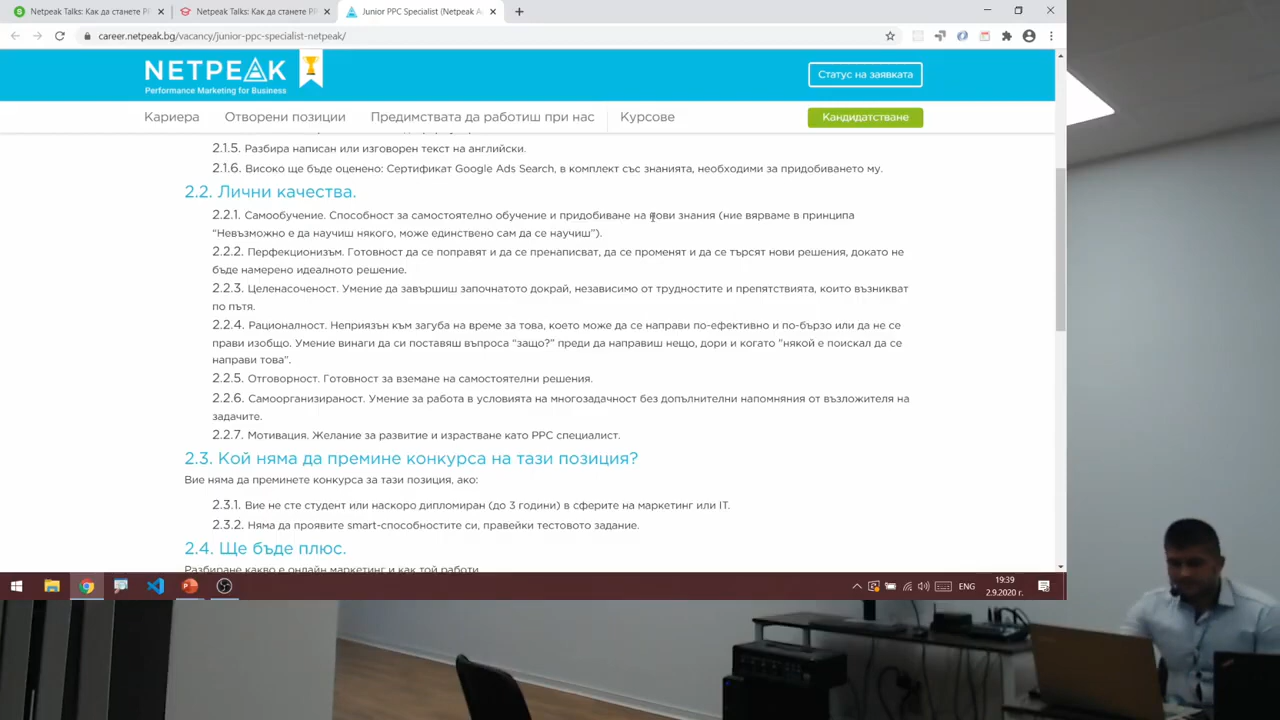 Netpeak Talks: Как да станете P
Netpeak Talks: Как да станете PF
Junior PPC Specialist (Netpeak A
career.netpeak.bg/vacancy/junior-ppc-specialist-netpeak/
NETPEAK
Performance Marketing for Business
Статус на заявката
Кариера
Отворени позиции
Предимствата да работиш при нас
Курсове
Кандидатстване
2.1.5. Разбира написан или изговорен текст на английски.
2.1.6. Високо ще бъде оценено: Сертификат Google Ads Search, в комплект със знанията, необходими за придобиването му.
2.2. Лични качества.
2.2.1. Самообучение. Способност за самостоятелно обучение и придобиване на нови знания (ние вярваме в принципа
“Невъзможно е да научиш някого, може единствено сам да се научиш”).
2.2.2. Перфекционизъм. Готовност да се поправят и да се пренаписват, да се променят и да се търсят нови решения, докато не
бъде намерено идеалното решение.
2.2.3. Целенасоченост. Умение да завършиш започнатото докрай, независимо от трудностите и препятствията, които възникват
по пътя.
2.2.4. Рационалност. Неприязън към загуба на време за това, което може да се направи по-ефективно и по-бързо или да не се
прави изобщо. Умение винаги да си поставяш въпроса “защо?” преди да направиш нещо, дори и когато "някой е поискал да се
направи това".
2.2.5. Отговорност. Готовност за вземане на самостоятелни решения.
2.2.6. Самоорганизираност. Умение за работа в условията на многозадачност без допълнителни напомняния от възложителя на
задачите.
2.2.7. Мотивация. Желание за развитие и израстване като PPC специалист.
2.3. Кой няма да премине конкурса на тази позиция?
Вие няма да преминете конкурса за тази позиция, ако:
2.3.1. Вие не сте студент или наскоро дипломиран (до 3 години) в сферите на маркетинг или IT.
2.3.2. Няма да проявите smart-способностите си, правейки тестовото задание.
2.4. Ще бъде плюс.
Разбиране какво е онлайн маркетинг и как той работи
ENG
19:39
2.9.2020 г.